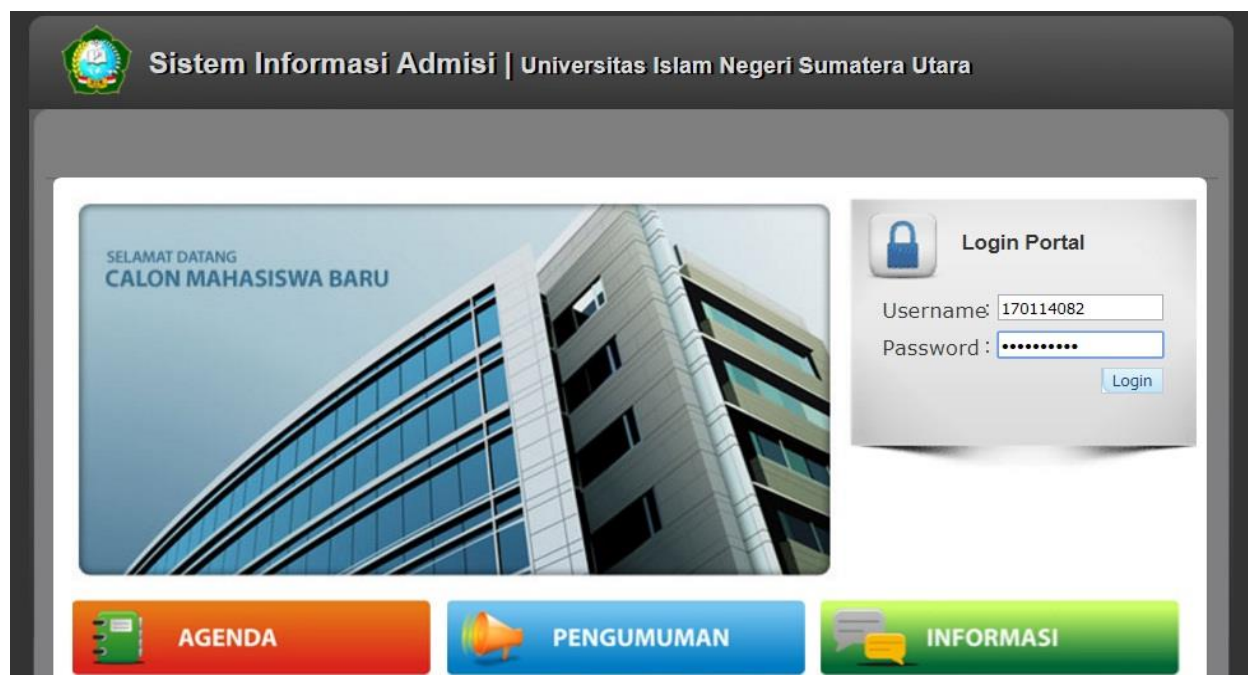 Sistem Informasi Admisi | Universitas Islam Negeri Sumatera Utara
SELAMAT DATANG
CALON MAHASISWA BARU
Login Portal
Username: 170114082
Password : ••••••••••
Login
AGENDA
PENGUMUMAN
INFORMASI